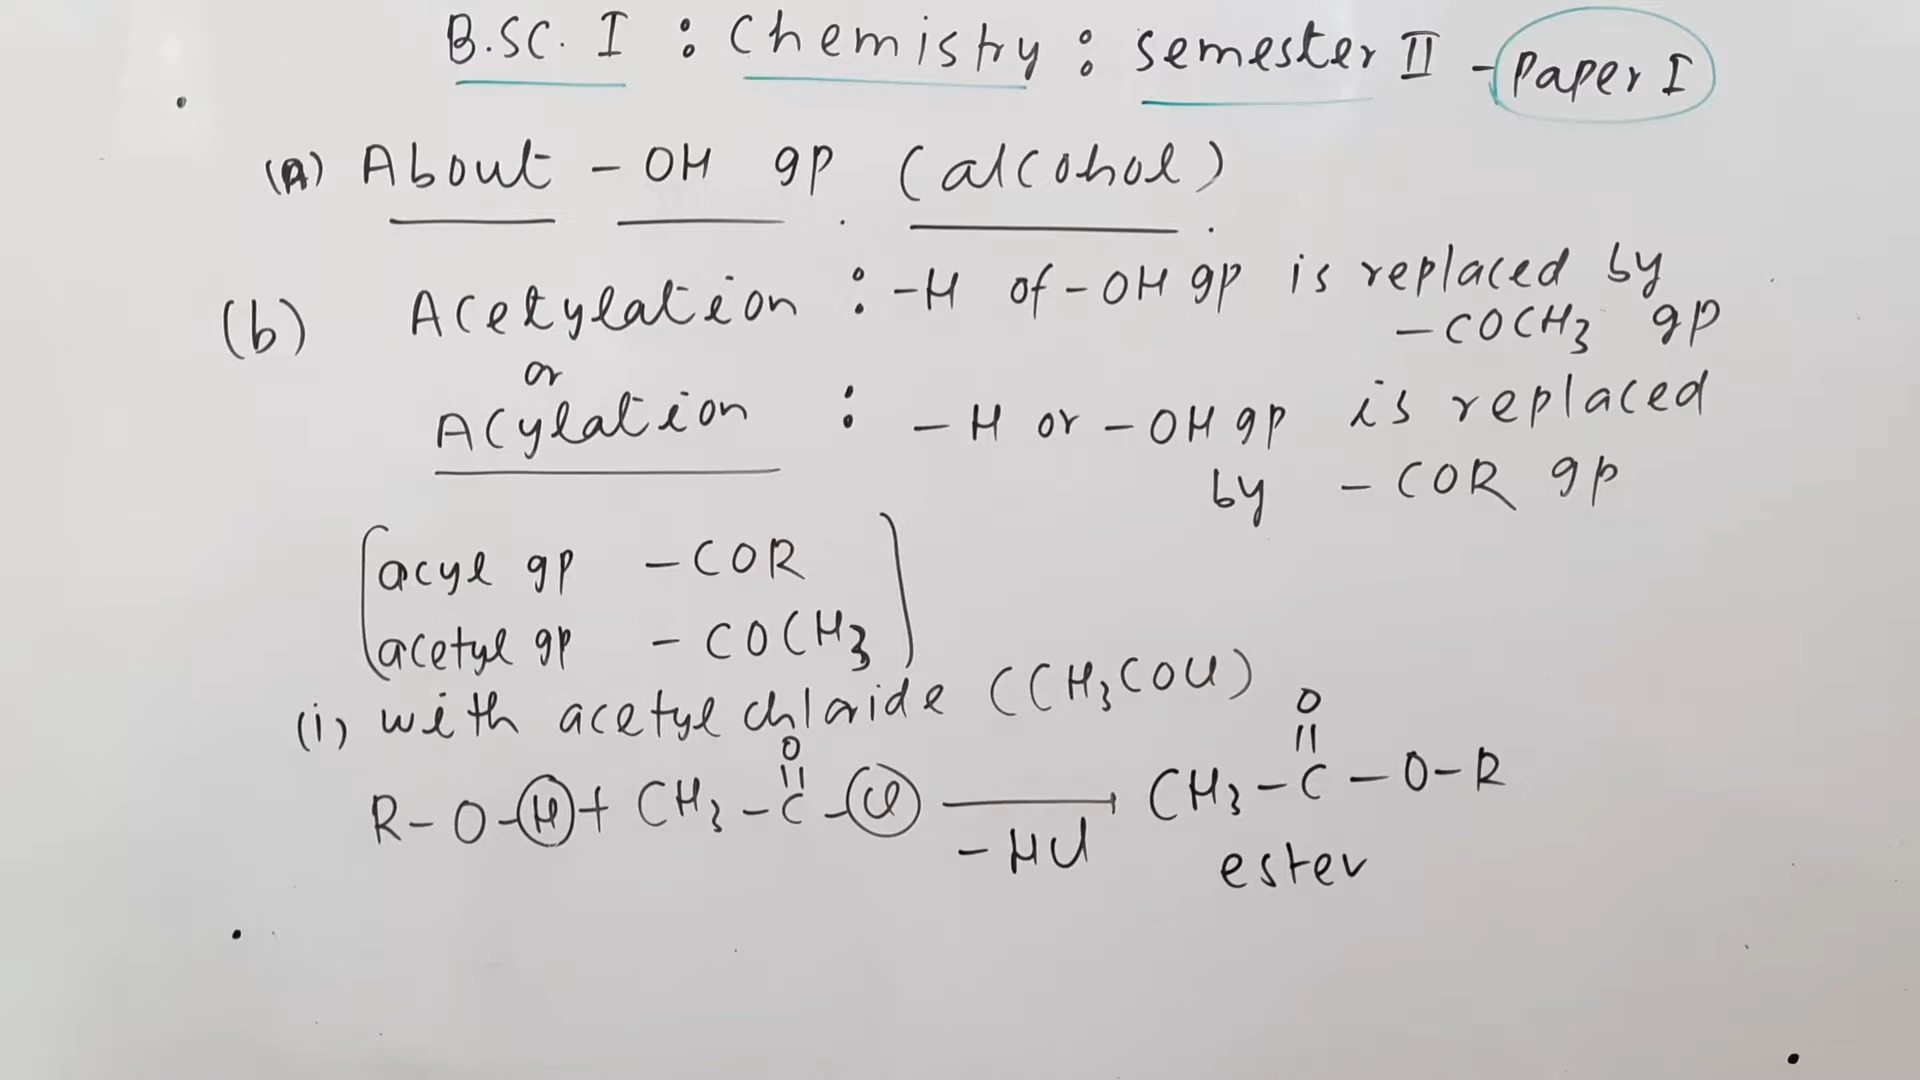 B.SC. I : Chemistry : semester II - Paper I
(A) About - OH gp (alcohol)
(b) Acetylation : -H of - OH gp is replaced by
- COCH3 gp
or
Acylation : - H or - OH gp is replaced
by - COR gp
acyl gp - COR
acetyl gp - COCH3
(i) with acetyl chloride (CH3COCl)
O O
|| ||
R- O -H + CH3 - C - Cl → CH3 - C - O - R
- HCl ester